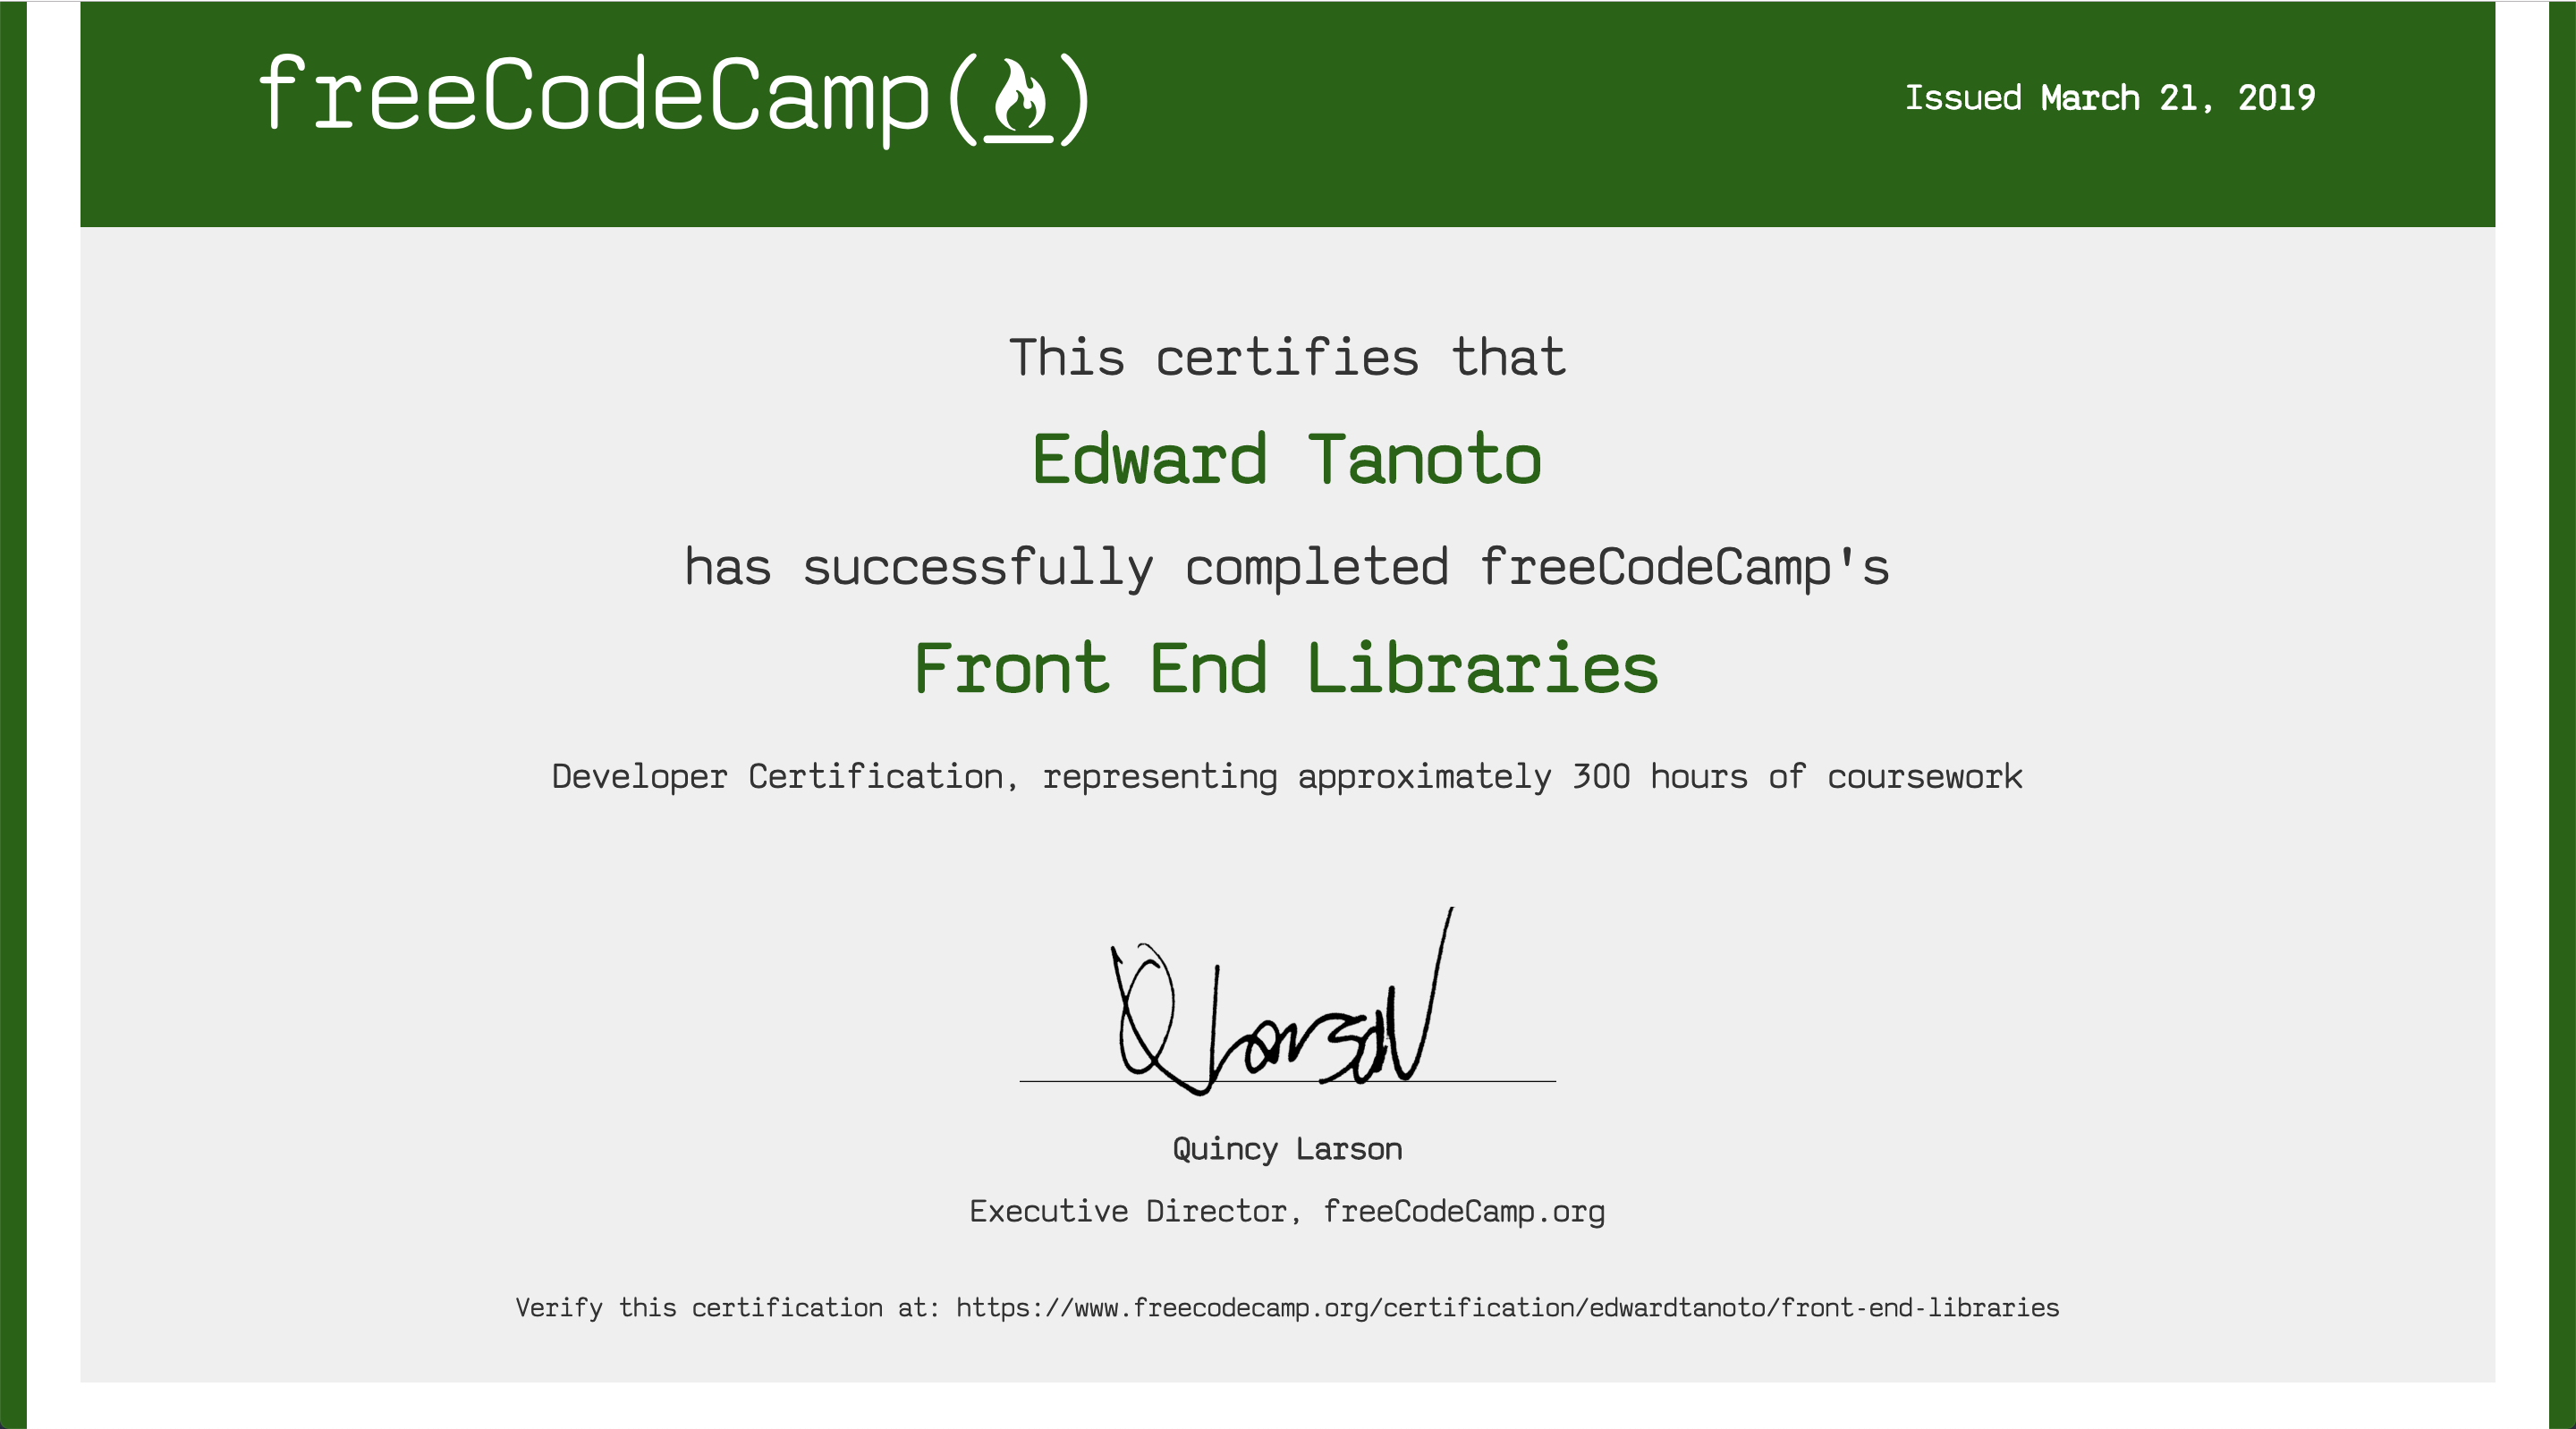 freeCodeCamp(🔥)
Issued March 21, 2019
This certifies that
Edward Tanoto
has successfully completed freeCodeCamp's
Front End Libraries
Developer Certification, representing approximately 300 hours of coursework
Q Larson
Quincy Larson
Executive Director, freeCodeCamp.org
Verify this certification at: https://www.freecodecamp.org/certification/edwardtanoto/front-end-libraries